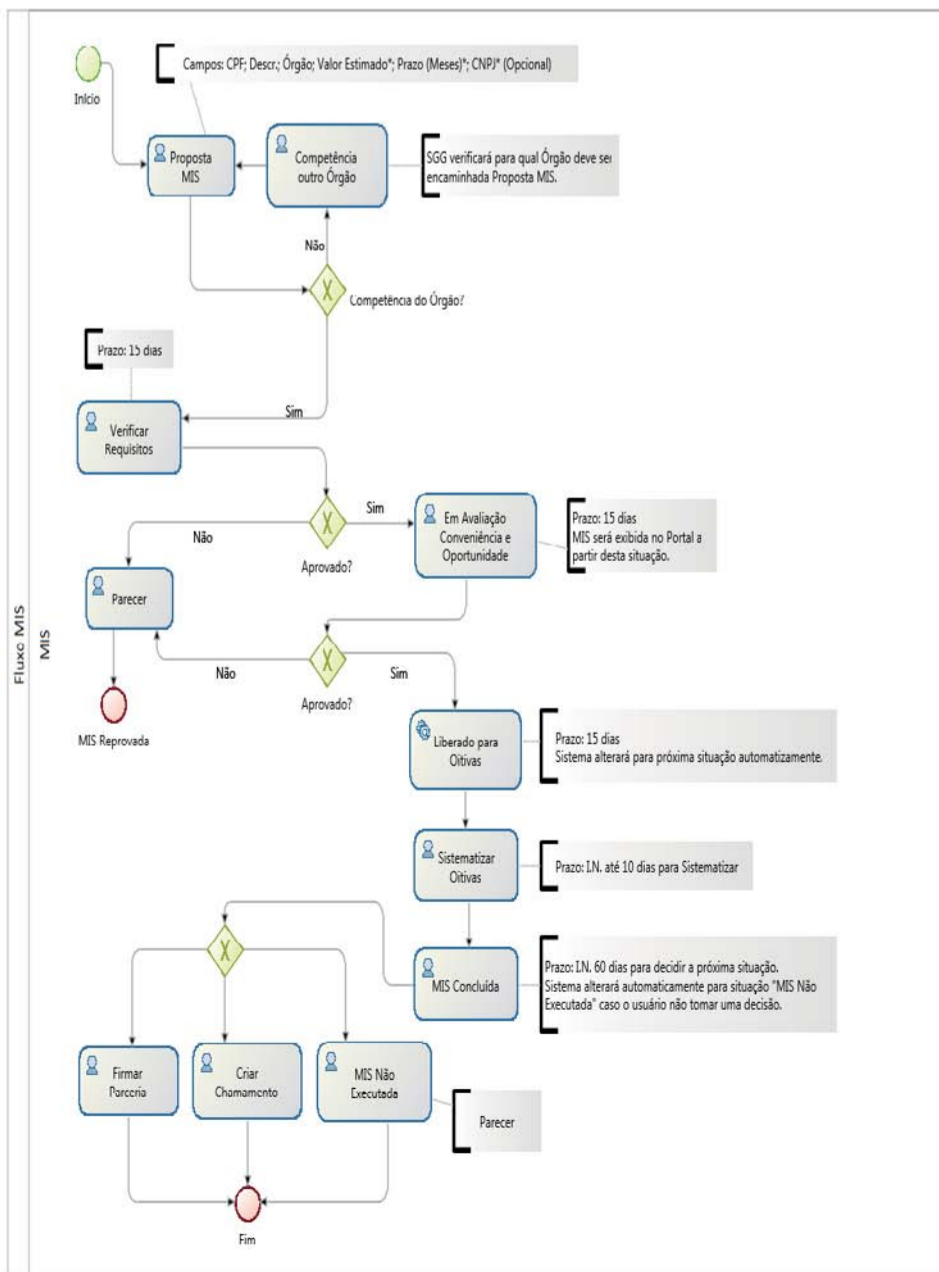 Fluxo MIS
MIS
Início
Campos: CPF; Descr.; Órgão; Valor Estimado*; Prazo (Meses)*; CNPJ* (Opcional)
Proposta
MIS
Competência
outro Órgão
SGG verificará para qual Órgão deve ser
encaminhada Proposta MIS.
Não
Competência do Órgão?
Prazo: 15 dias
Sim
Verificar
Requisitos
Não
Sim
Aprovado?
Em Avaliação
Conveniência e
Oportunidade
Prazo: 15 dias
MIS será exibida no Portal a
partir desta situação.
Parecer
Não
Sim
Aprovado?
MIS Reprovada
Liberado para
Oitivas
Prazo: 15 dias
Sistema alterará para próxima situação automatizamente.
Sistematizar
Oitivas
Prazo: I.N. até 10 dias para Sistematizar
MIS Concluída
Prazo: I.N. 60 dias para decidir a próxima situação.
Sistema alterará automaticamente para situação "MIS Não
Executada" caso o usuário não tomar uma decisão.
Firmar
Parceria
Criar
Chamamento
MIS Não
Executada
Parecer
Fim